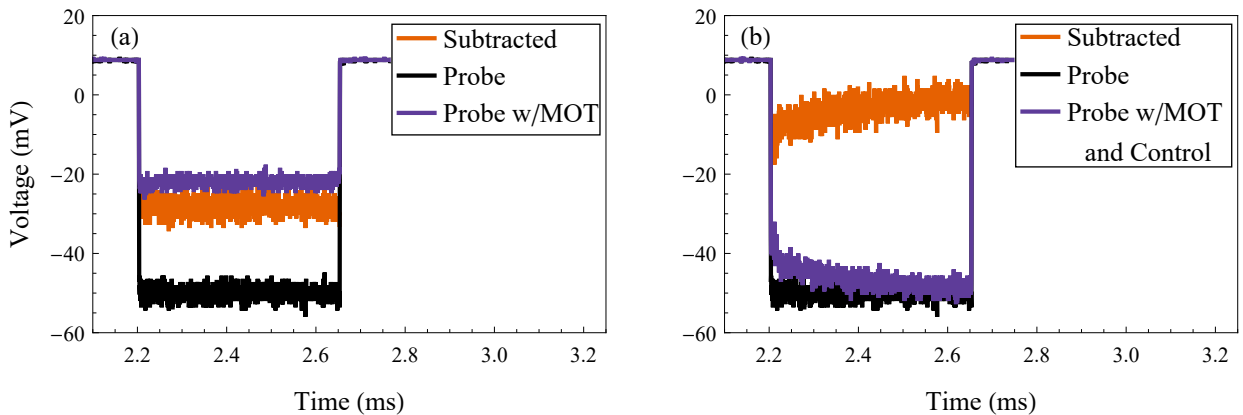 (a)
Subtracted
Probe
Probe w/MOT
20
0
−20
−40
−60
Voltage (mV)
2.2 2.4 2.6 2.8 3.0 3.2
Time (ms)
(b)
Subtracted
Probe
Probe w/MOT
and Control
20
0
−20
−40
−60
2.2 2.4 2.6 2.8 3.0 3.2
Time (ms)